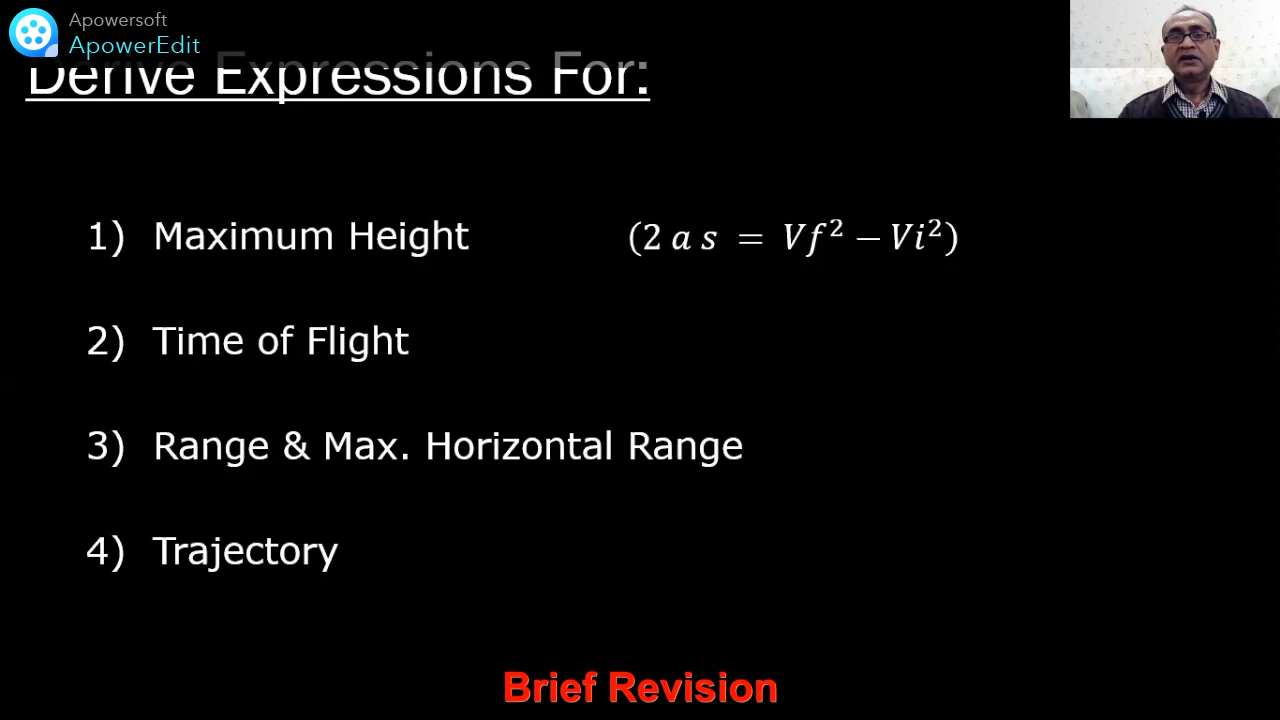 Apowersoft
ApowerEdit
Derive Expressions For:
1) Maximum Height (2 a s = Vf² − Vi²)
2) Time of Flight
3) Range & Max. Horizontal Range
4) Trajectory
Brief Revision